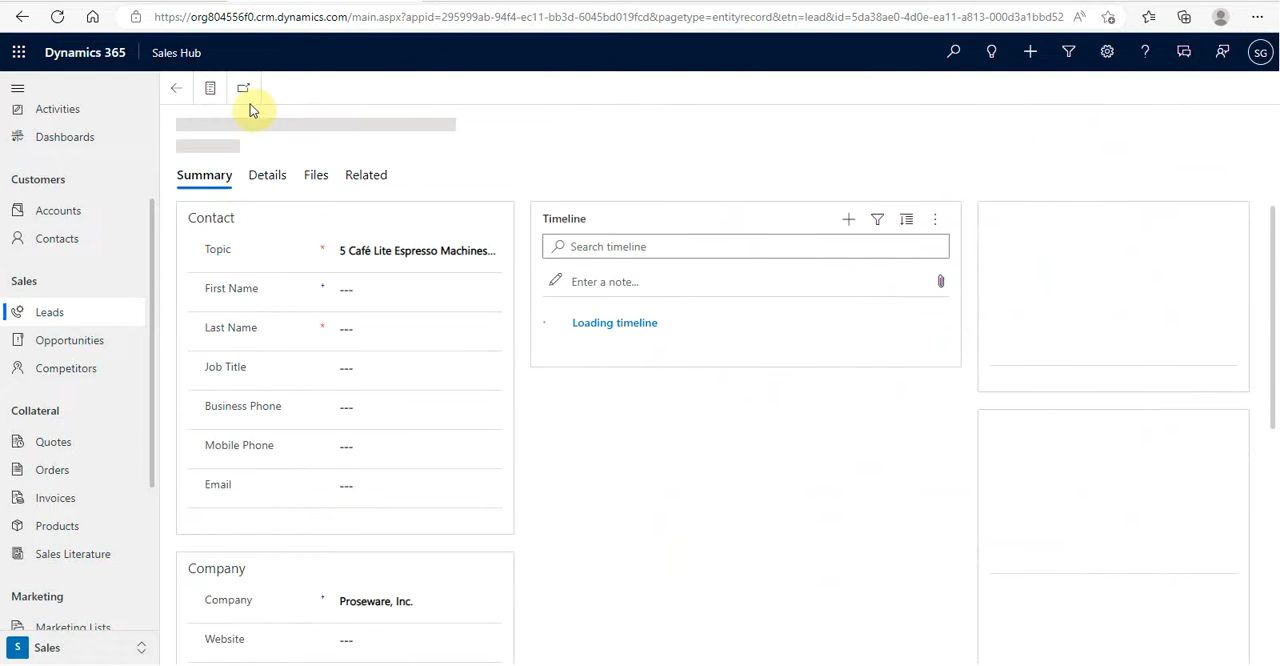 https://org804556f0.crm.dynamics.com/main.aspx?appid=295999ab-94f4-ec11-bb3d-6045bd019fcd&pagetype=entityrecord&etn=lead&id=5da38ae0-4d0e-ea11-a813-000d3a1bbd52
Dynamics 365 Sales Hub SG
Activities
Dashboards
Customers
Accounts
Contacts
Sales
Leads
Opportunities
Competitors
Collateral
Quotes
Orders
Invoices
Products
Sales Literature
Marketing
Marketing Lists
S Sales
Summary Details Files Related
Contact
Topic * 5 Café Lite Espresso Machines...
First Name + ---
Last Name * ---
Job Title ---
Business Phone ---
Mobile Phone ---
Email ---
Company
Company + Proseware, Inc.
Website ---
Timeline
Search timeline
Enter a note...
Loading timeline